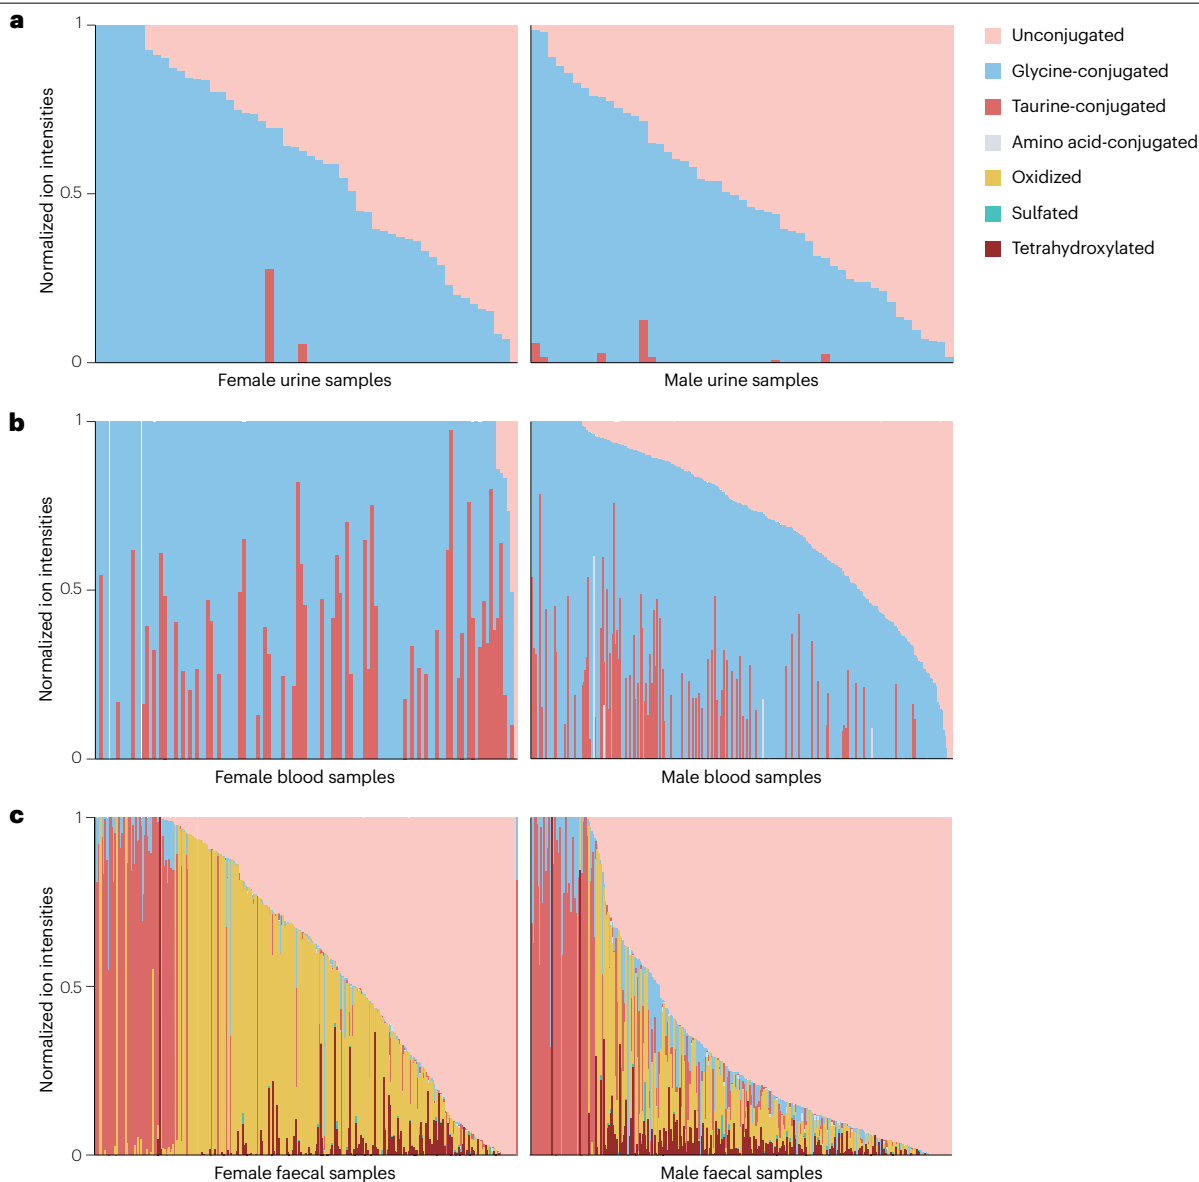 a
1
0.5
0
Normalized ion intensities
Female urine samples
Male urine samples
Unconjugated
Glycine-conjugated
Taurine-conjugated
Amino acid-conjugated
Oxidized
Sulfated
Tetrahydroxylated
b
1
0.5
0
Normalized ion intensities
Female blood samples
Male blood samples
c
1
0.5
0
Normalized ion intensities
Female faecal samples
Male faecal samples